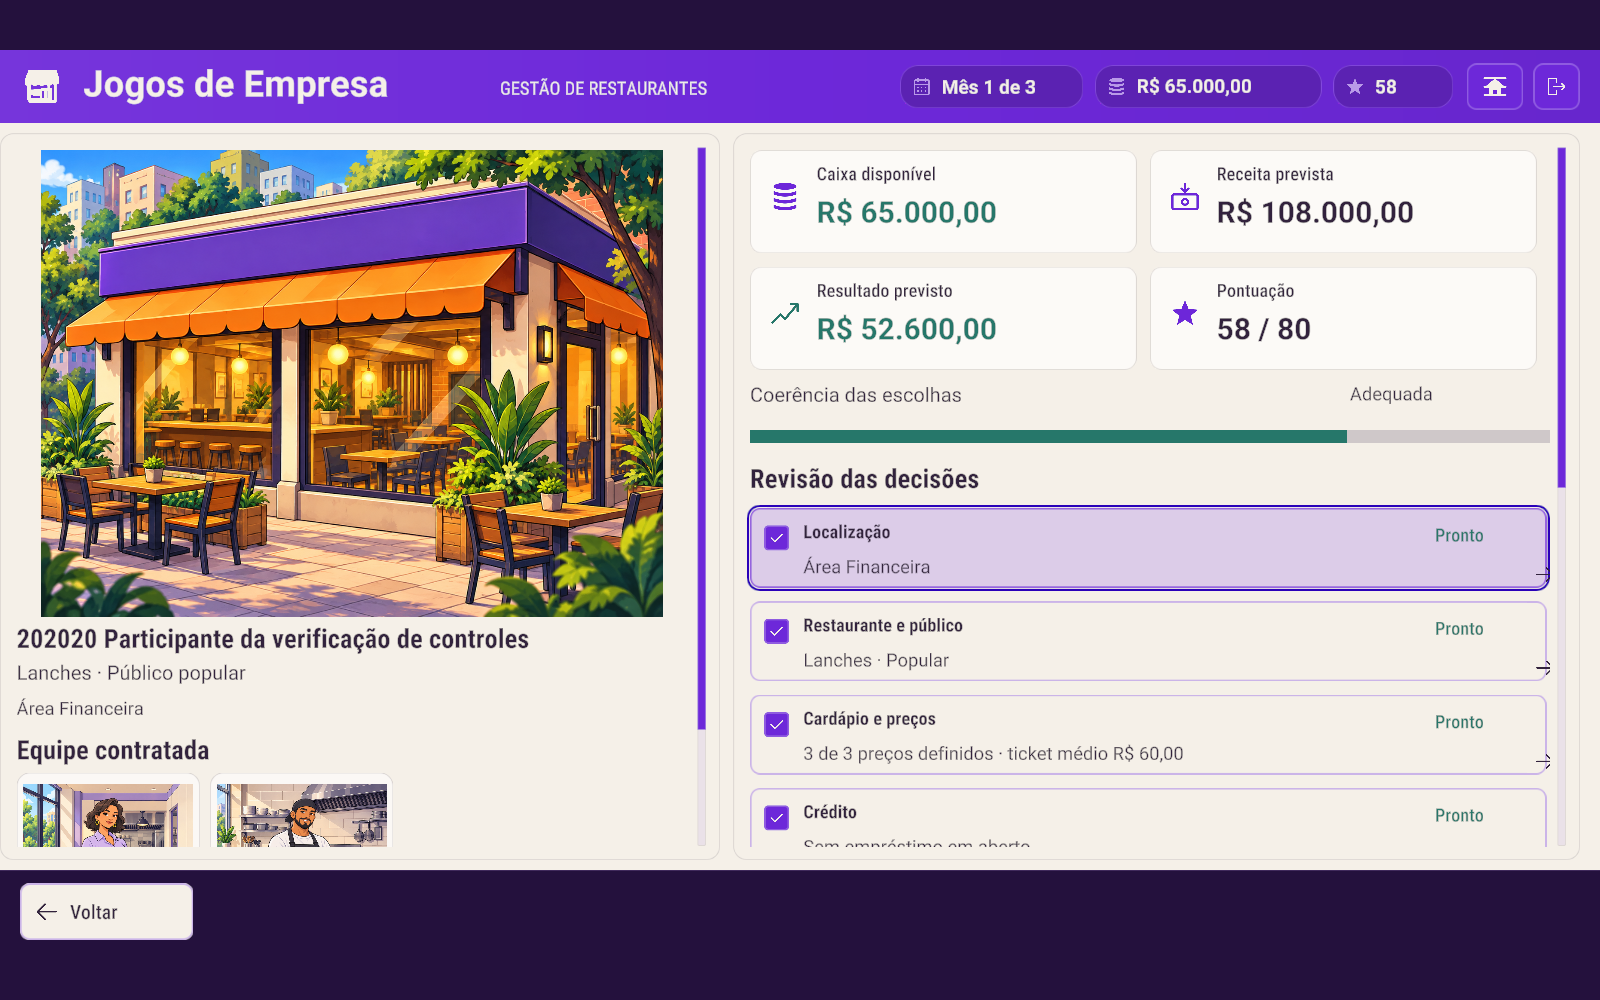 Jogos de Empresa
GESTÃO DE RESTAURANTES
Mês 1 de 3
R$ 65.000,00
58
202020 Participante da verificação de controles
Lanches · Público popular
Área Financeira
Equipe contratada
Caixa disponível
R$ 65.000,00
Receita prevista
R$ 108.000,00
Resultado previsto
R$ 52.600,00
Pontuação
58 / 80
Coerência das escolhas
Adequada
Revisão das decisões
Localização
Pronto
Área Financeira
Restaurante e público
Pronto
Lanches · Popular
Cardápio e preços
Pronto
3 de 3 preços definidos · ticket médio R$ 60,00
Crédito
Pronto
Sem empréstimo em aberto
Voltar